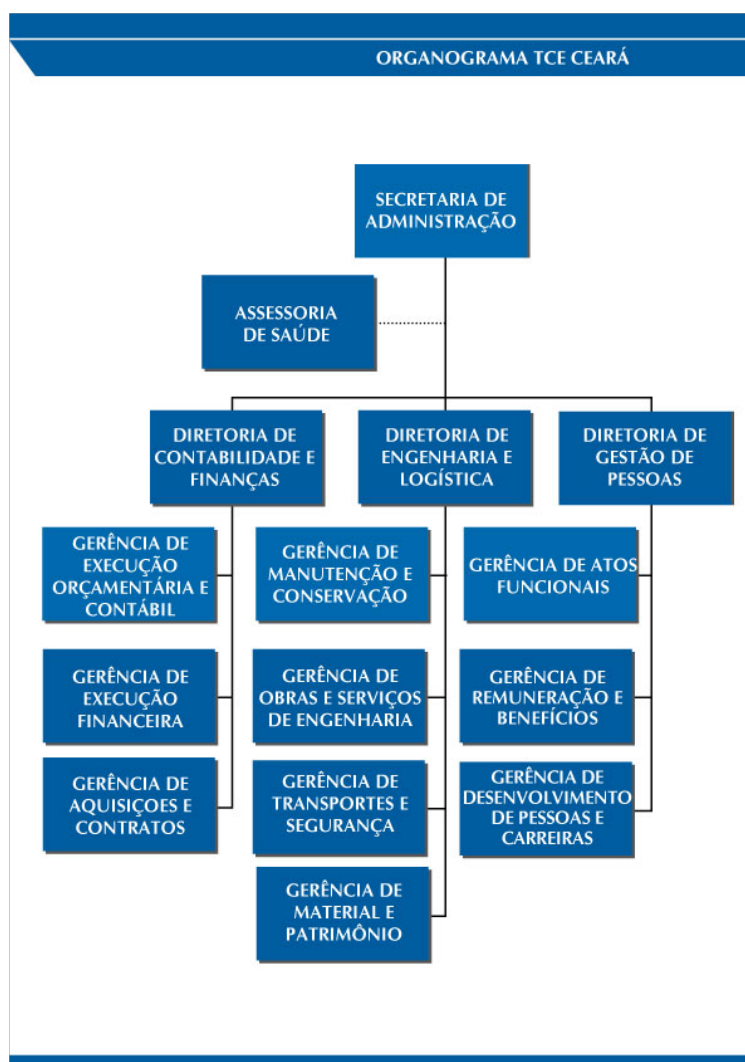 ORGANOGRAMA TCE CEARÁ
SECRETARIA DE
ADMINISTRAÇÃO
ASSESSORIA
DE SAÚDE
DIRETORIA DE
CONTABILIDADE E
FINANÇAS
DIRETORIA DE
ENGENHARIA E
LOGÍSTICA
DIRETORIA DE
GESTÃO DE
PESSOAS
GERÊNCIA DE
EXECUÇÃO
ORÇAMENTÁRIA E
CONTÁBIL
GERÊNCIA DE
MANUTENÇÃO E
CONSERVAÇÃO
GERÊNCIA DE ATOS
FUNCIONAIS
GERÊNCIA DE
EXECUÇÃO
FINANCEIRA
GERÊNCIA DE
OBRAS E SERVIÇOS
DE ENGENHARIA
GERÊNCIA DE
REMUNERAÇÃO E
BENEFÍCIOS
GERÊNCIA DE
AQUISIÇOES E
CONTRATOS
GERÊNCIA DE
TRANSPORTES E
SEGURANÇA
GERÊNCIA DE
DESENVOLVIMENTO
DE PESSOAS E
CARREIRAS
GERÊNCIA DE
MATERIAL E
PATRIMÔNIO